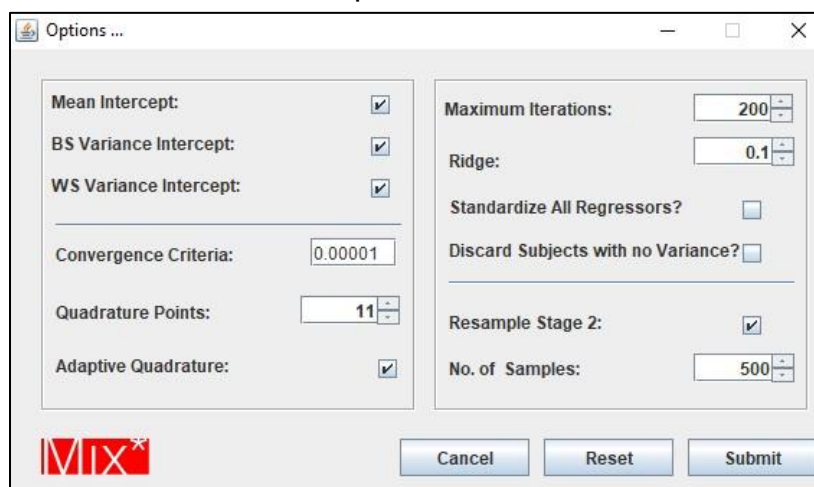 Options ...
Mean Intercept:
BS Variance Intercept:
WS Variance Intercept:
Convergence Criteria: 0.00001
Quadrature Points: 11
Adaptive Quadrature:
Maximum Iterations: 200
Ridge: 0.1
Standardize All Regressors?
Discard Subjects with no Variance?
Resample Stage 2:
No. of Samples: 500
MIX*
Cancel Reset Submit